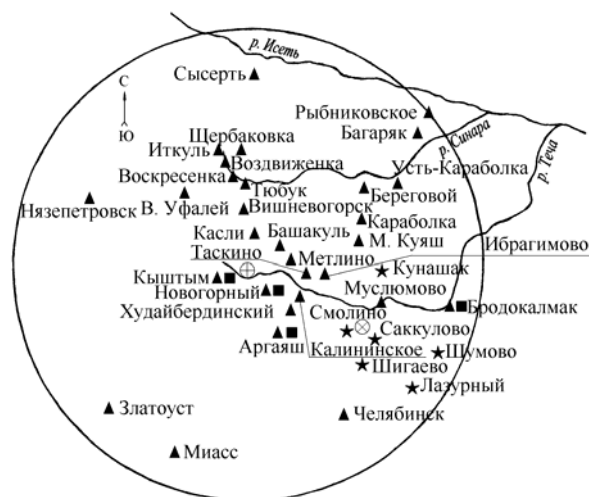 р. Исеть
Сысерть
С
Ю
Рыбниковское
Багаряк
р. Синара
р. Теча
Щербаковка
Иткуль
Воздвиженка
Усть-Караболка
Воскресенка
Тюбук
Береговой
Нязепетровск
В. Уфалей
Вишневогорск
Караболка
Касли
Башакуль
М. Куяш
Ибрагимово
Таскино
Метлино
Кунашак
Кыштым
Новогорный
Муслюмово
Бродокалмак
Худайбердинский
Смолино
Саккулово
Аргаяш
Калининское
Шумово
Шигаево
Лазурный
Златоуст
Челябинск
Миасс